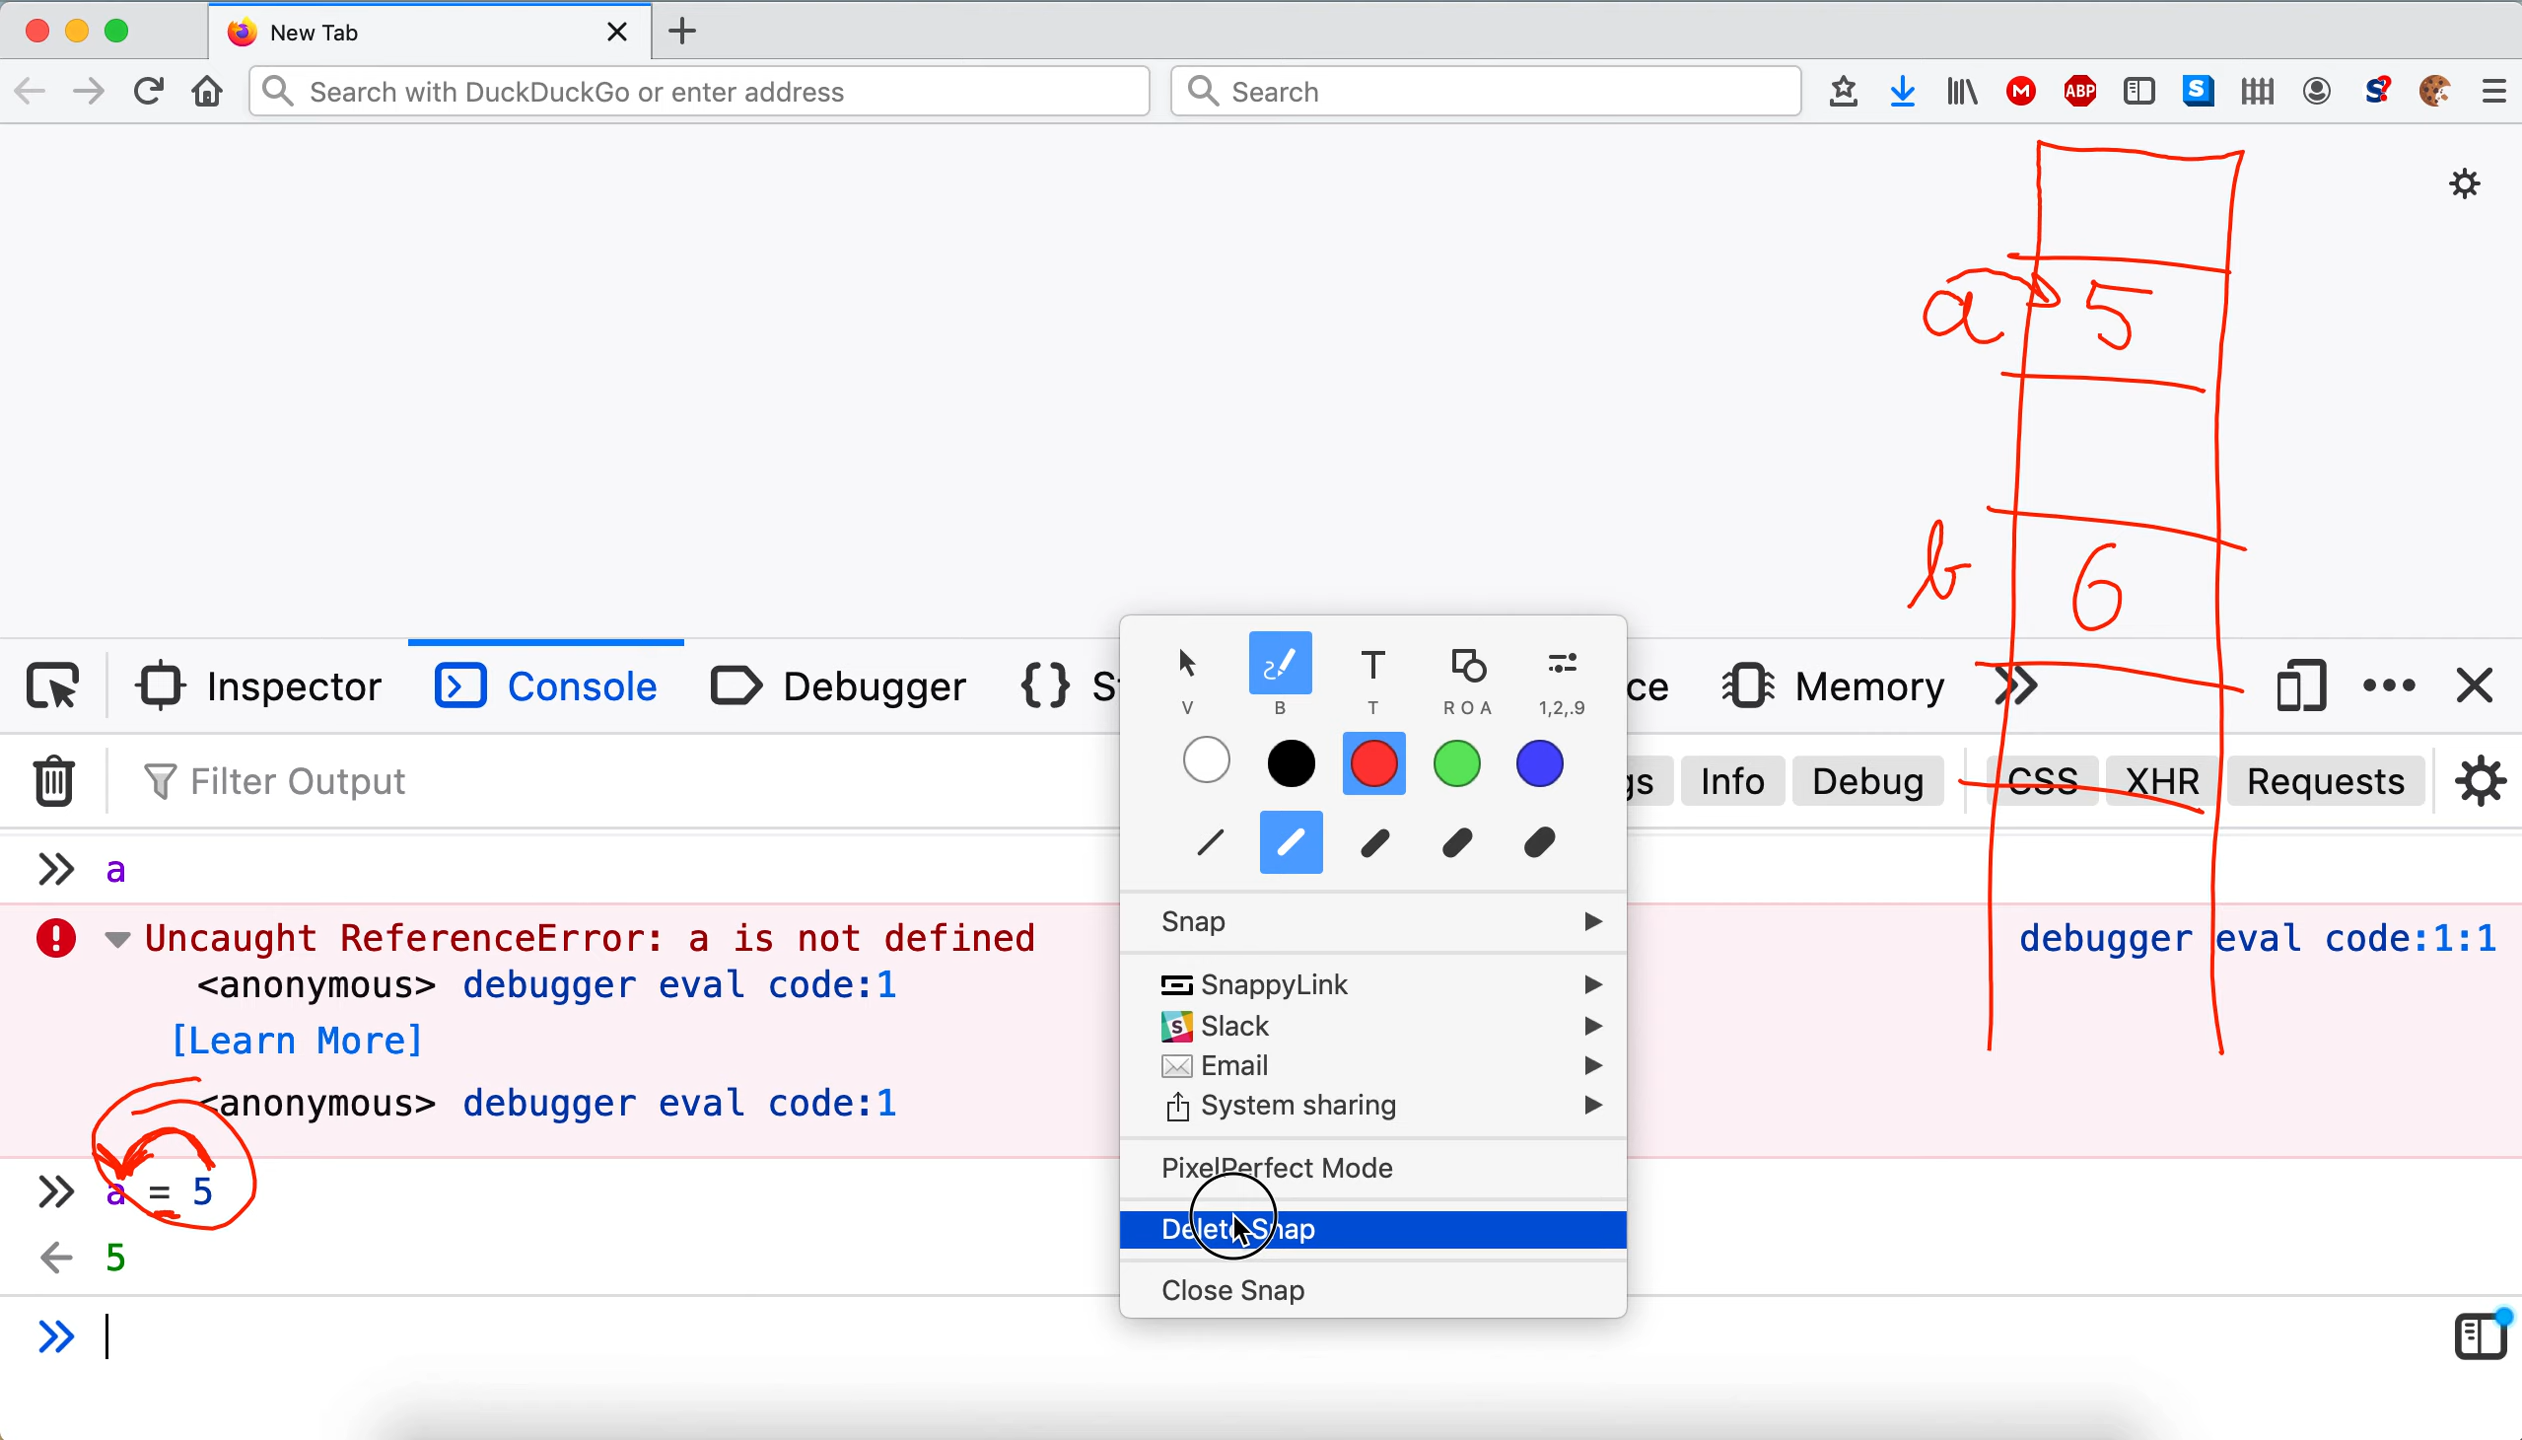 New Tab
Search with DuckDuckGo or enter address
Search
ABP
a 5
b 6
Inspector
Console
Debugger
ce
Memory
Filter Output
gs
Info
Debug
CSS
XHR
Requests
V
B
T
R O A
1,2,.9
a
Uncaught ReferenceError: a is not defined
debugger eval code:1:1
<anonymous> debugger eval code:1
[Learn More]
<anonymous> debugger eval code:1
a = 5
5
Snap
SnappyLink
Slack
Email
System sharing
PixelPerfect Mode
Delete Snap
Close Snap